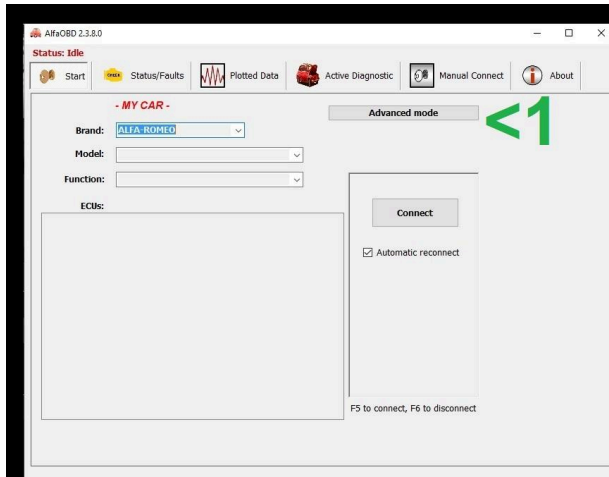 AlfaOBD 2.3.8.0
Status: Idle
Start
Status/Faults
Plotted Data
Active Diagnostic
Manual Connect
About
- MY CAR -
Advanced mode
<1
Brand: ALFA-ROMEO
Model:
Function:
ECUs:
Connect
Automatic reconnect
F5 to connect, F6 to disconnect